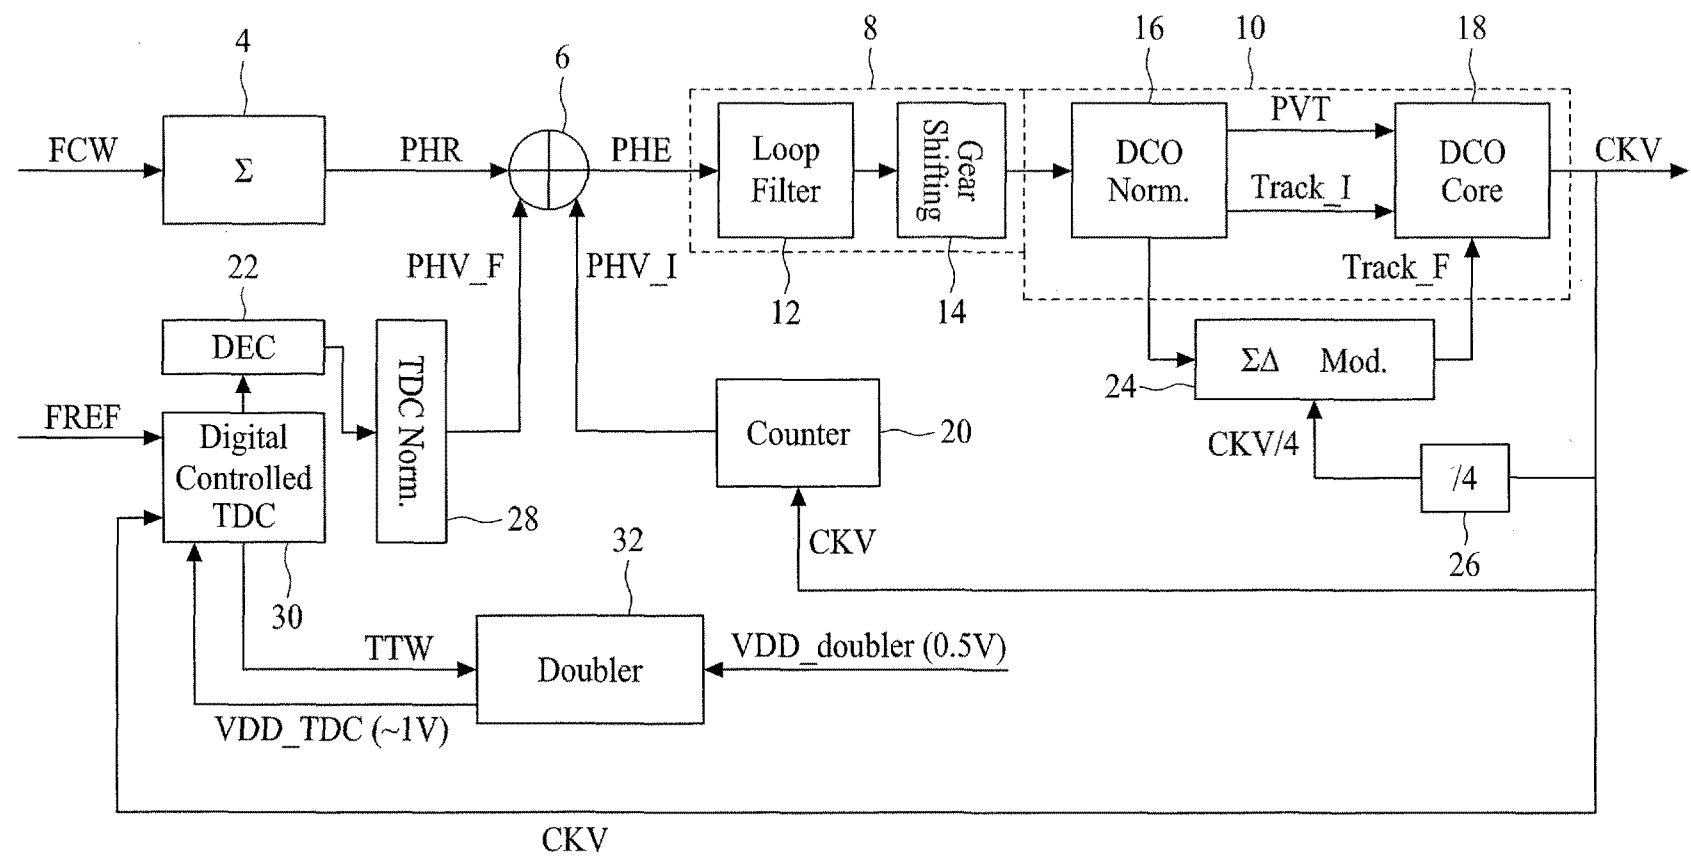 4
6
8
16
10
18
FCW
Σ
PHR
PHE
Loop
Filter
Gear
Shifting
DCO
Norm.
PVT
Track_I
DCO
Core
CKV
22
PHV_F
PHV_I
12
14
Track_F
DEC
TDC Norm.
ΣΔ Mod.
24
FREF
Digital
Controlled
TDC
Counter
20
CKV/4
/4
28
26
30
32
CKV
TTW
Doubler
VDD_doubler (0.5V)
VDD_TDC (~1V)
CKV